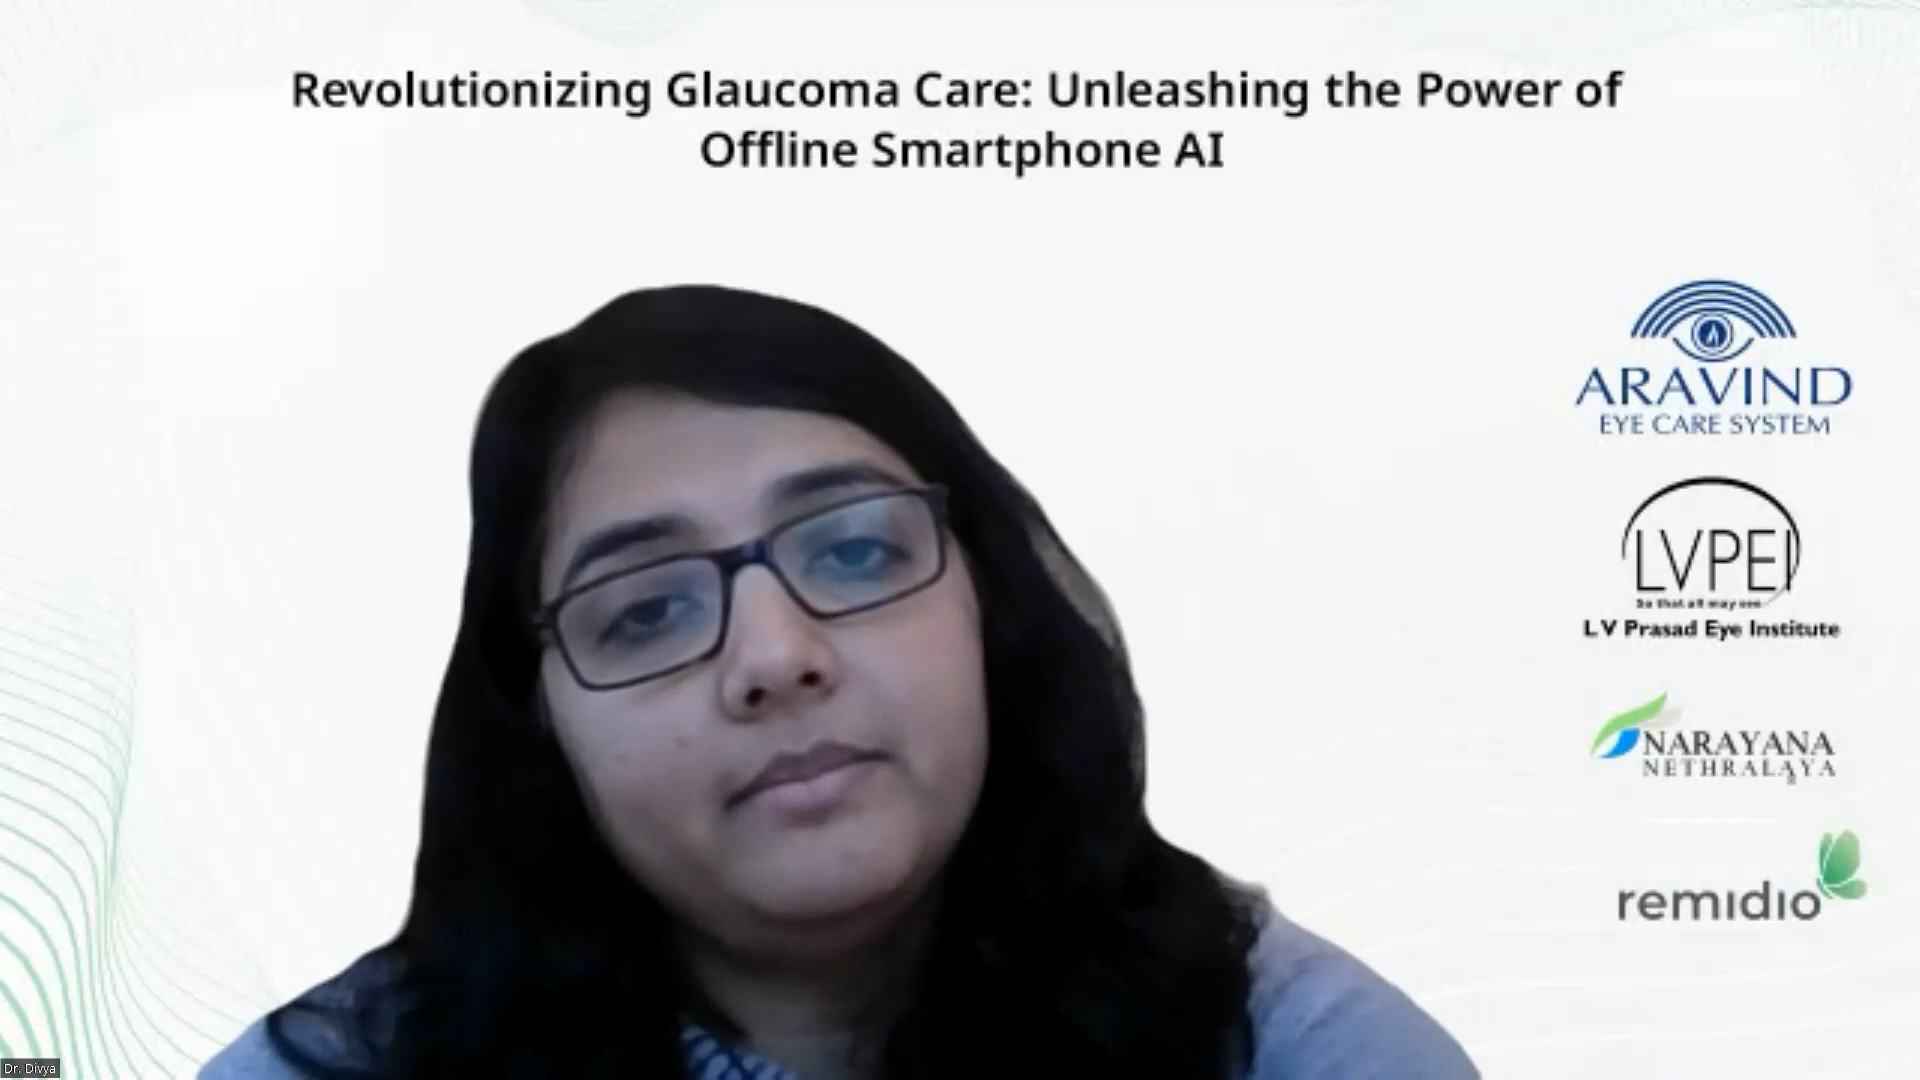 Revolutionizing Glaucoma Care: Unleashing the Power of
Offline Smartphone AI
ARAVIND
EYE CARE SYSTEM
LVPEI
So that all may see
L V Prasad Eye Institute
NARAYANA
NETHRALAYA
remidio
Dr. Divya